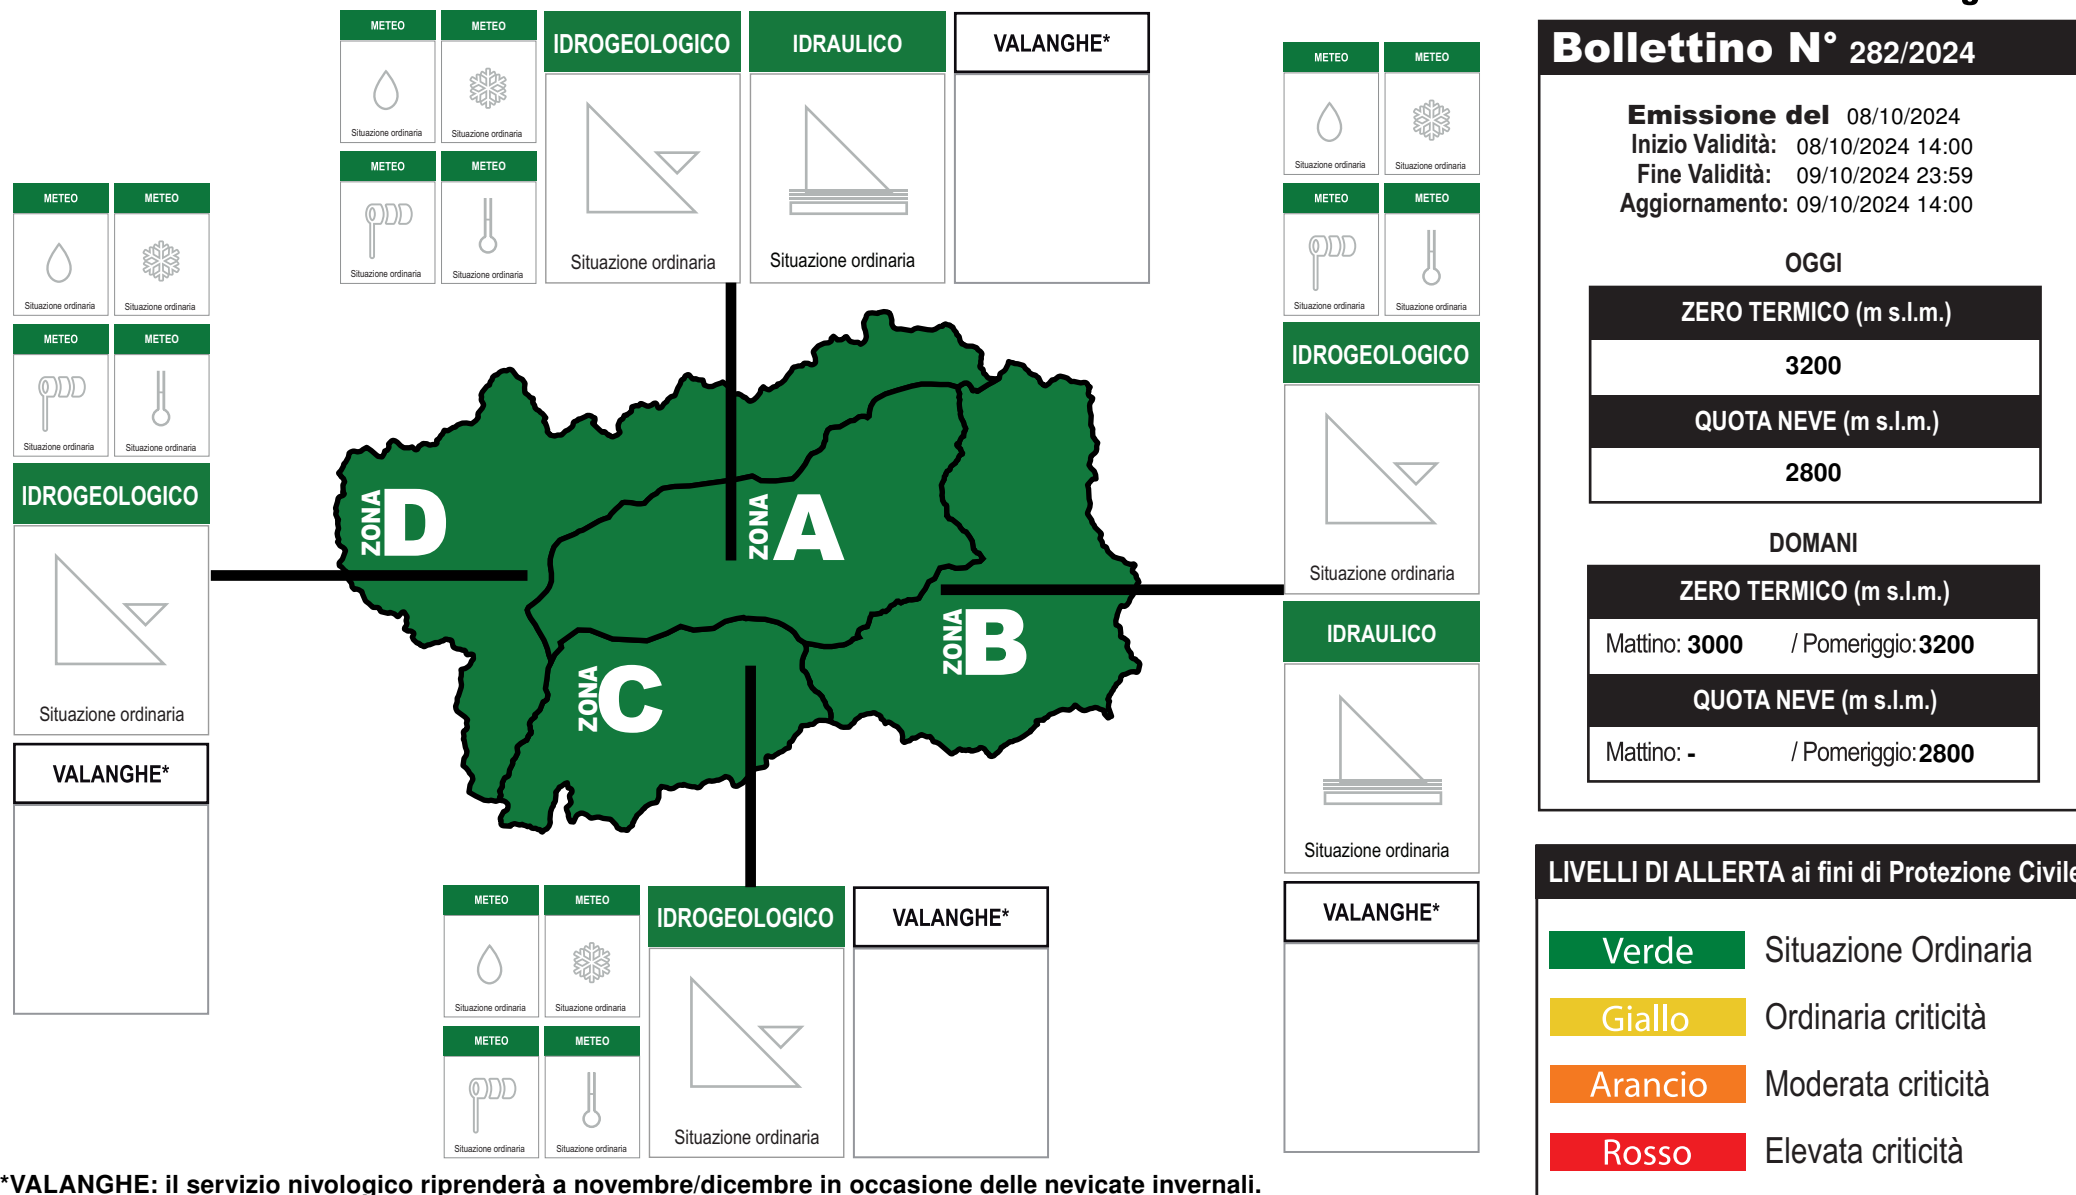 METEO
METEO
Situazione ordinaria
Situazione ordinaria
METEO
METEO
Situazione ordinaria
Situazione ordinaria
IDROGEOLOGICO
Situazione ordinaria
IDRAULICO
Situazione ordinaria
VALANGHE*
METEO
METEO
Situazione ordinaria
Situazione ordinaria
METEO
METEO
Situazione ordinaria
Situazione ordinaria
IDROGEOLOGICO
Situazione ordinaria
VALANGHE*
ZONA D
ZONA A
ZONA B
ZONA C
METEO
METEO
Situazione ordinaria
Situazione ordinaria
METEO
METEO
Situazione ordinaria
Situazione ordinaria
IDROGEOLOGICO
Situazione ordinaria
IDRAULICO
Situazione ordinaria
VALANGHE*
METEO
METEO
Situazione ordinaria
Situazione ordinaria
METEO
METEO
Situazione ordinaria
Situazione ordinaria
IDROGEOLOGICO
Situazione ordinaria
VALANGHE*
*VALANGHE: il servizio nivologico riprenderà a novembre/dicembre in occasione delle nevicate invernali.
Bollettino N° 282/2024
Emissione del 08/10/2024
Inizio Validità: 08/10/2024 14:00
Fine Validità: 09/10/2024 23:59
Aggiornamento: 09/10/2024 14:00
OGGI
ZERO TERMICO (m s.l.m.)
3200
QUOTA NEVE (m s.l.m.)
2800
DOMANI
ZERO TERMICO (m s.l.m.)
Mattino: 3000 / Pomeriggio: 3200
QUOTA NEVE (m s.l.m.)
Mattino: - / Pomeriggio: 2800
LIVELLI DI ALLERTA ai fini di Protezione Civile
Verde Situazione Ordinaria
Giallo Ordinaria criticità
Arancio Moderata criticità
Rosso Elevata criticità